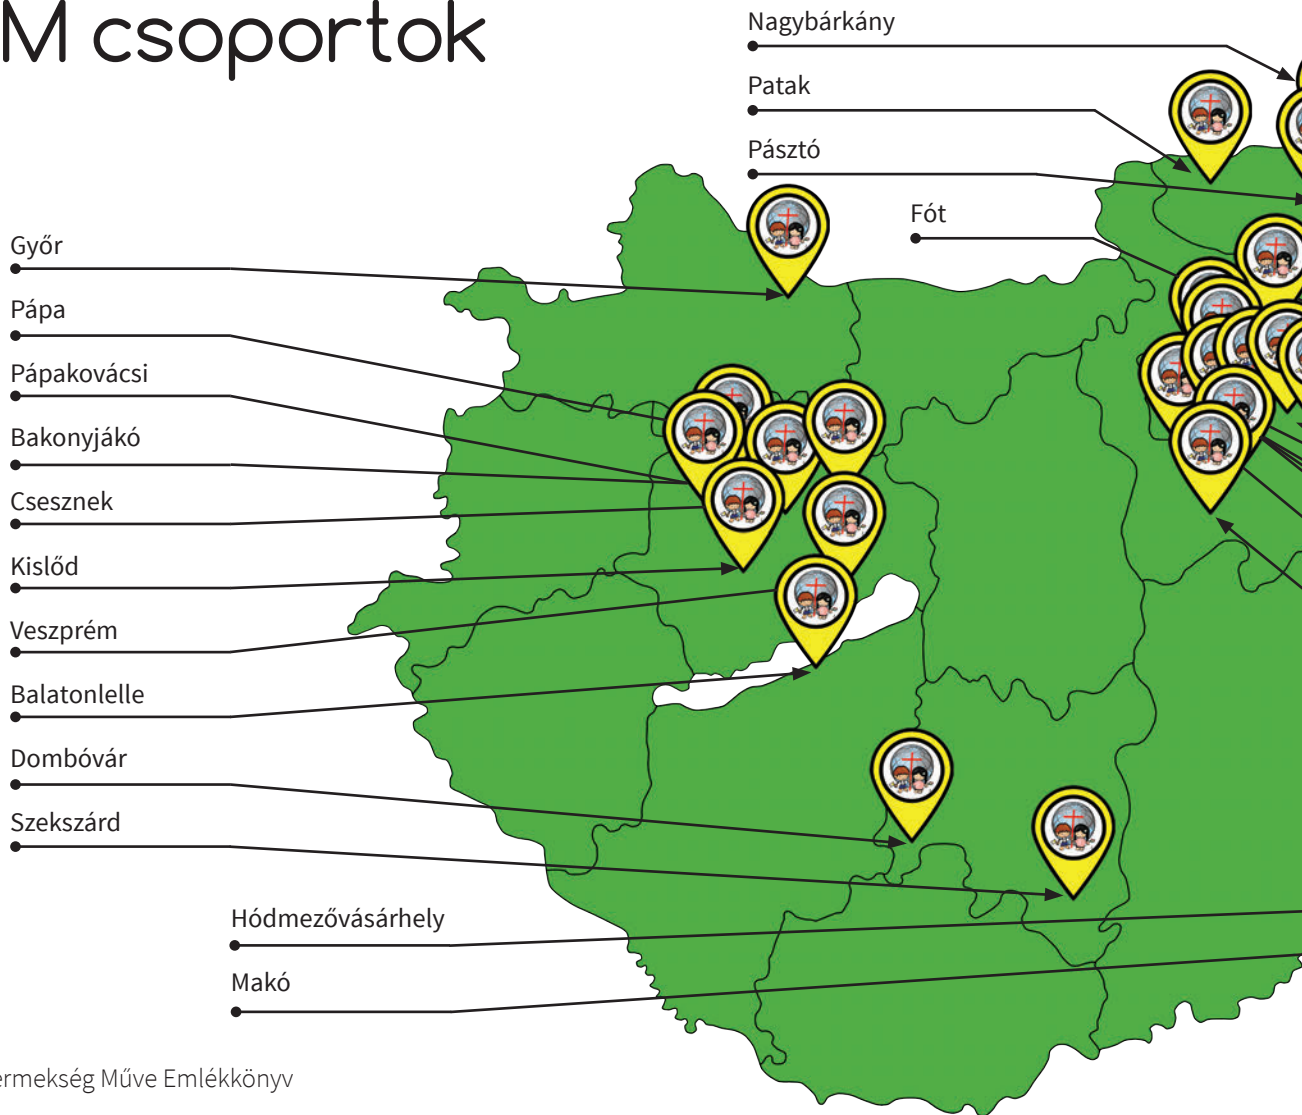 M csoportok
Nagybárkány
Patak
Pásztó
Fót
Győr
Pápa
Pápakovácsi
Bakonyjákó
Csesznek
Kislőd
Veszprém
Balatonlelle
Dombóvár
Szekszárd
Hódmezővásárhely
Makó
ermekség Műve Emlékkönyv